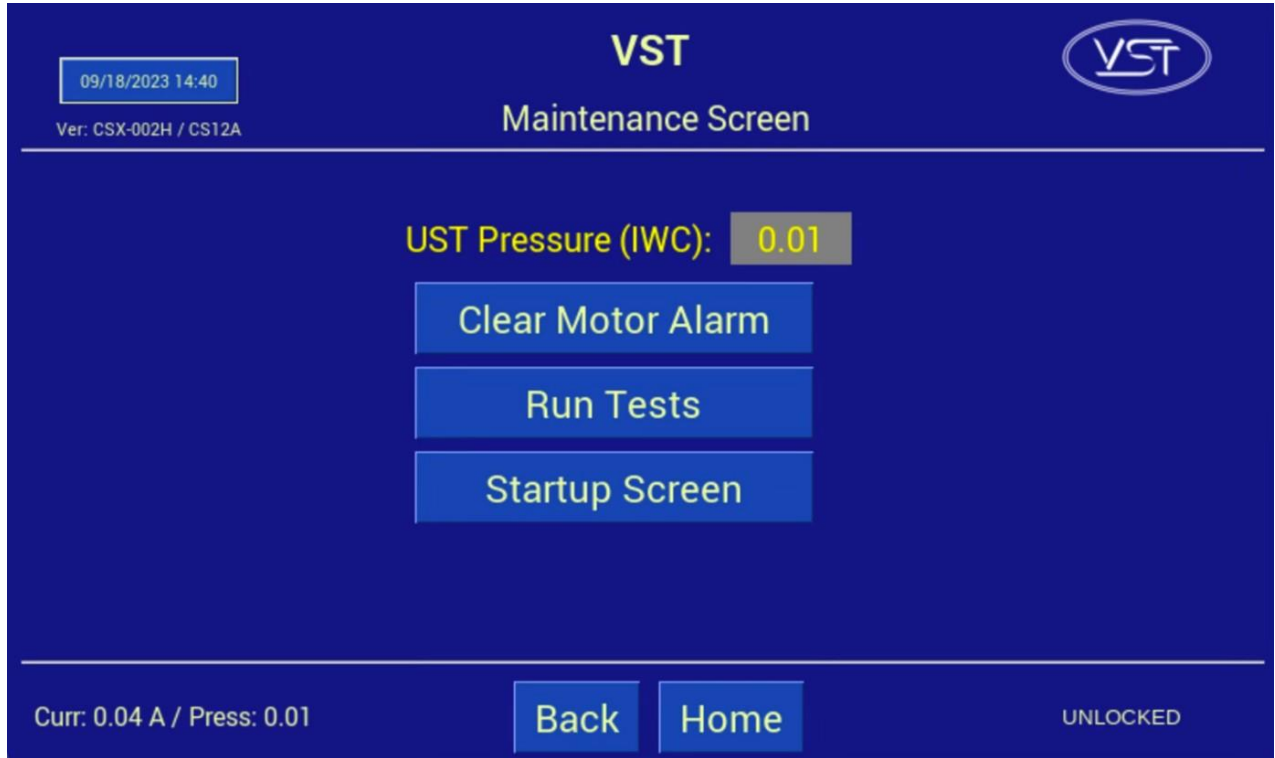 VST
VST
09/18/2023 14:40
Ver: CSX-002H / CS12A
Maintenance Screen
UST Pressure (IWC): 0.01
Clear Motor Alarm
Run Tests
Startup Screen
Curr: 0.04 A / Press: 0.01
Back
Home
UNLOCKED